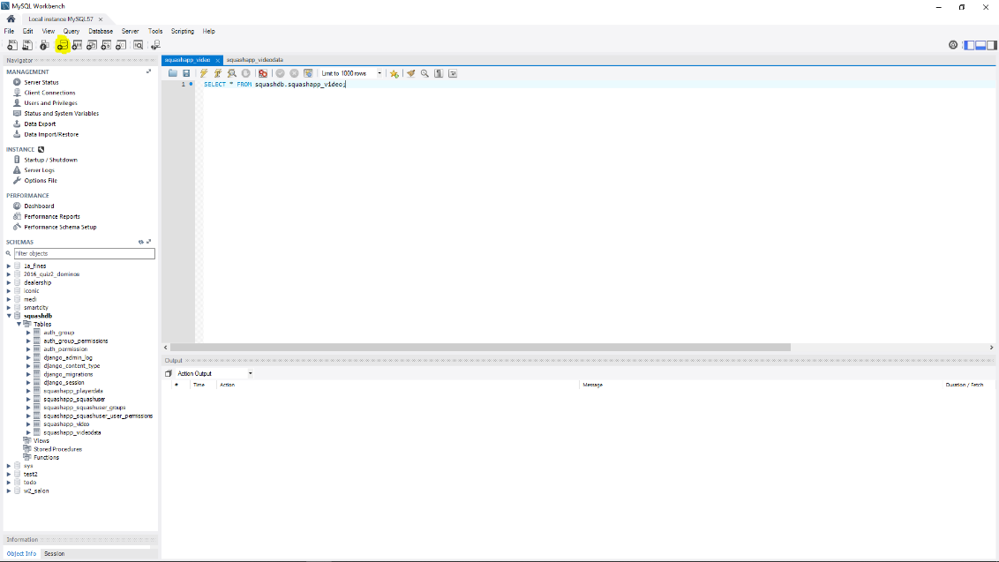 MySQL Workbench
Local instance MySQL57
File Edit View Query Database Server Tools Scripting Help
Navigator
MANAGEMENT
Server Status
Client Connections
Users and Privileges
Status and System Variables
Data Export
Data Import/Restore
INSTANCE
Startup / Shutdown
Server Logs
Options File
PERFORMANCE
Dashboard
Performance Reports
Performance Schema Setup
SCHEMAS
Filter objects
1a_fines
2016_quiz2_dominos
dealership
iconic
medi
smartcity
squashdb
Tables
auth_group
auth_group_permissions
auth_permission
django_admin_log
django_content_type
django_migrations
django_session
squashapp_playerdata
squashapp_squashuser
squashapp_squashuser_groups
squashapp_squashuser_user_permissions
squashapp_video
squashapp_videodata
Views
Stored Procedures
Functions
sys
test2
todo
w2_salon
Information
Object Info Session
squashapp_video squashapp_videodata
Limit to 1000 rows
1 SELECT * FROM squashdb.squashapp_video;
Output
Action Output
# Time Action Message Duration / Fetch